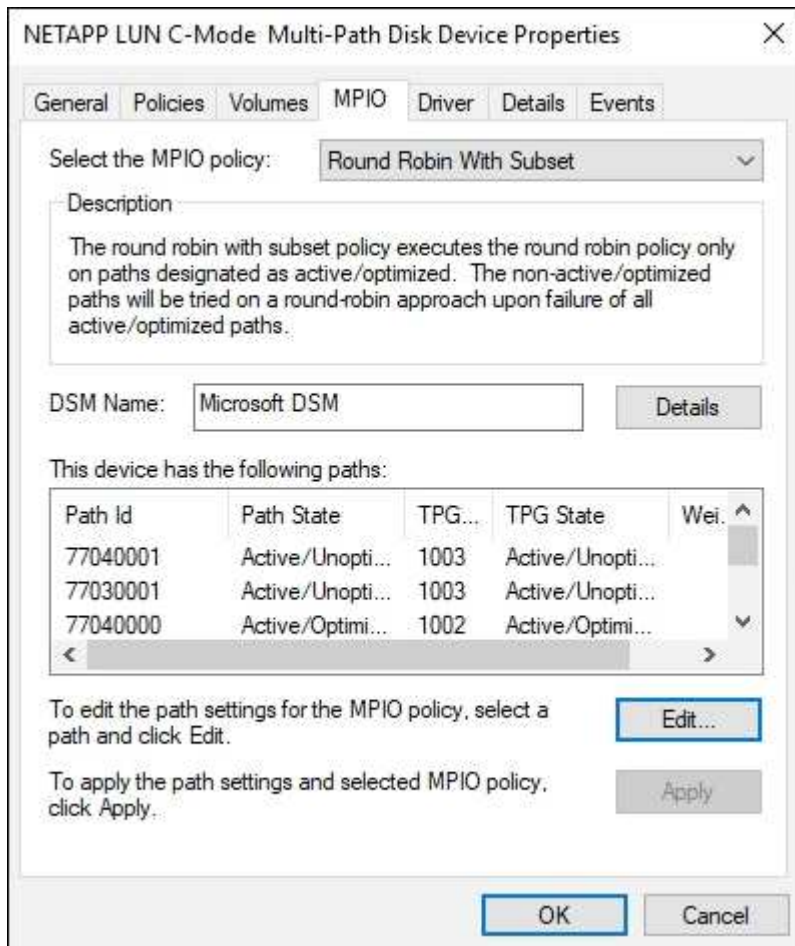 NETAPP LUN C-Mode  Multi-Path Disk Device Properties
General Policies Volumes MPIO Driver Details Events
Select the MPIO policy: Round Robin With Subset
Description
The round robin with subset policy executes the round robin policy only
on paths designated as active/optimized.  The non-active/optimized
paths will be tried on a round-robin approach upon failure of all
active/optimized paths.
DSM Name: Microsoft DSM Details
This device has the following paths:
Path Id Path State TPG... TPG State Wei.
77040001 Active/Unopti... 1003 Active/Unopti...
77030001 Active/Unopti... 1003 Active/Unopti...
77040000 Active/Optimi... 1002 Active/Optimi...
To edit the path settings for the MPIO policy, select a
path and click Edit.
Edit...
To apply the path settings and selected MPIO policy,
click Apply.
Apply
OK Cancel